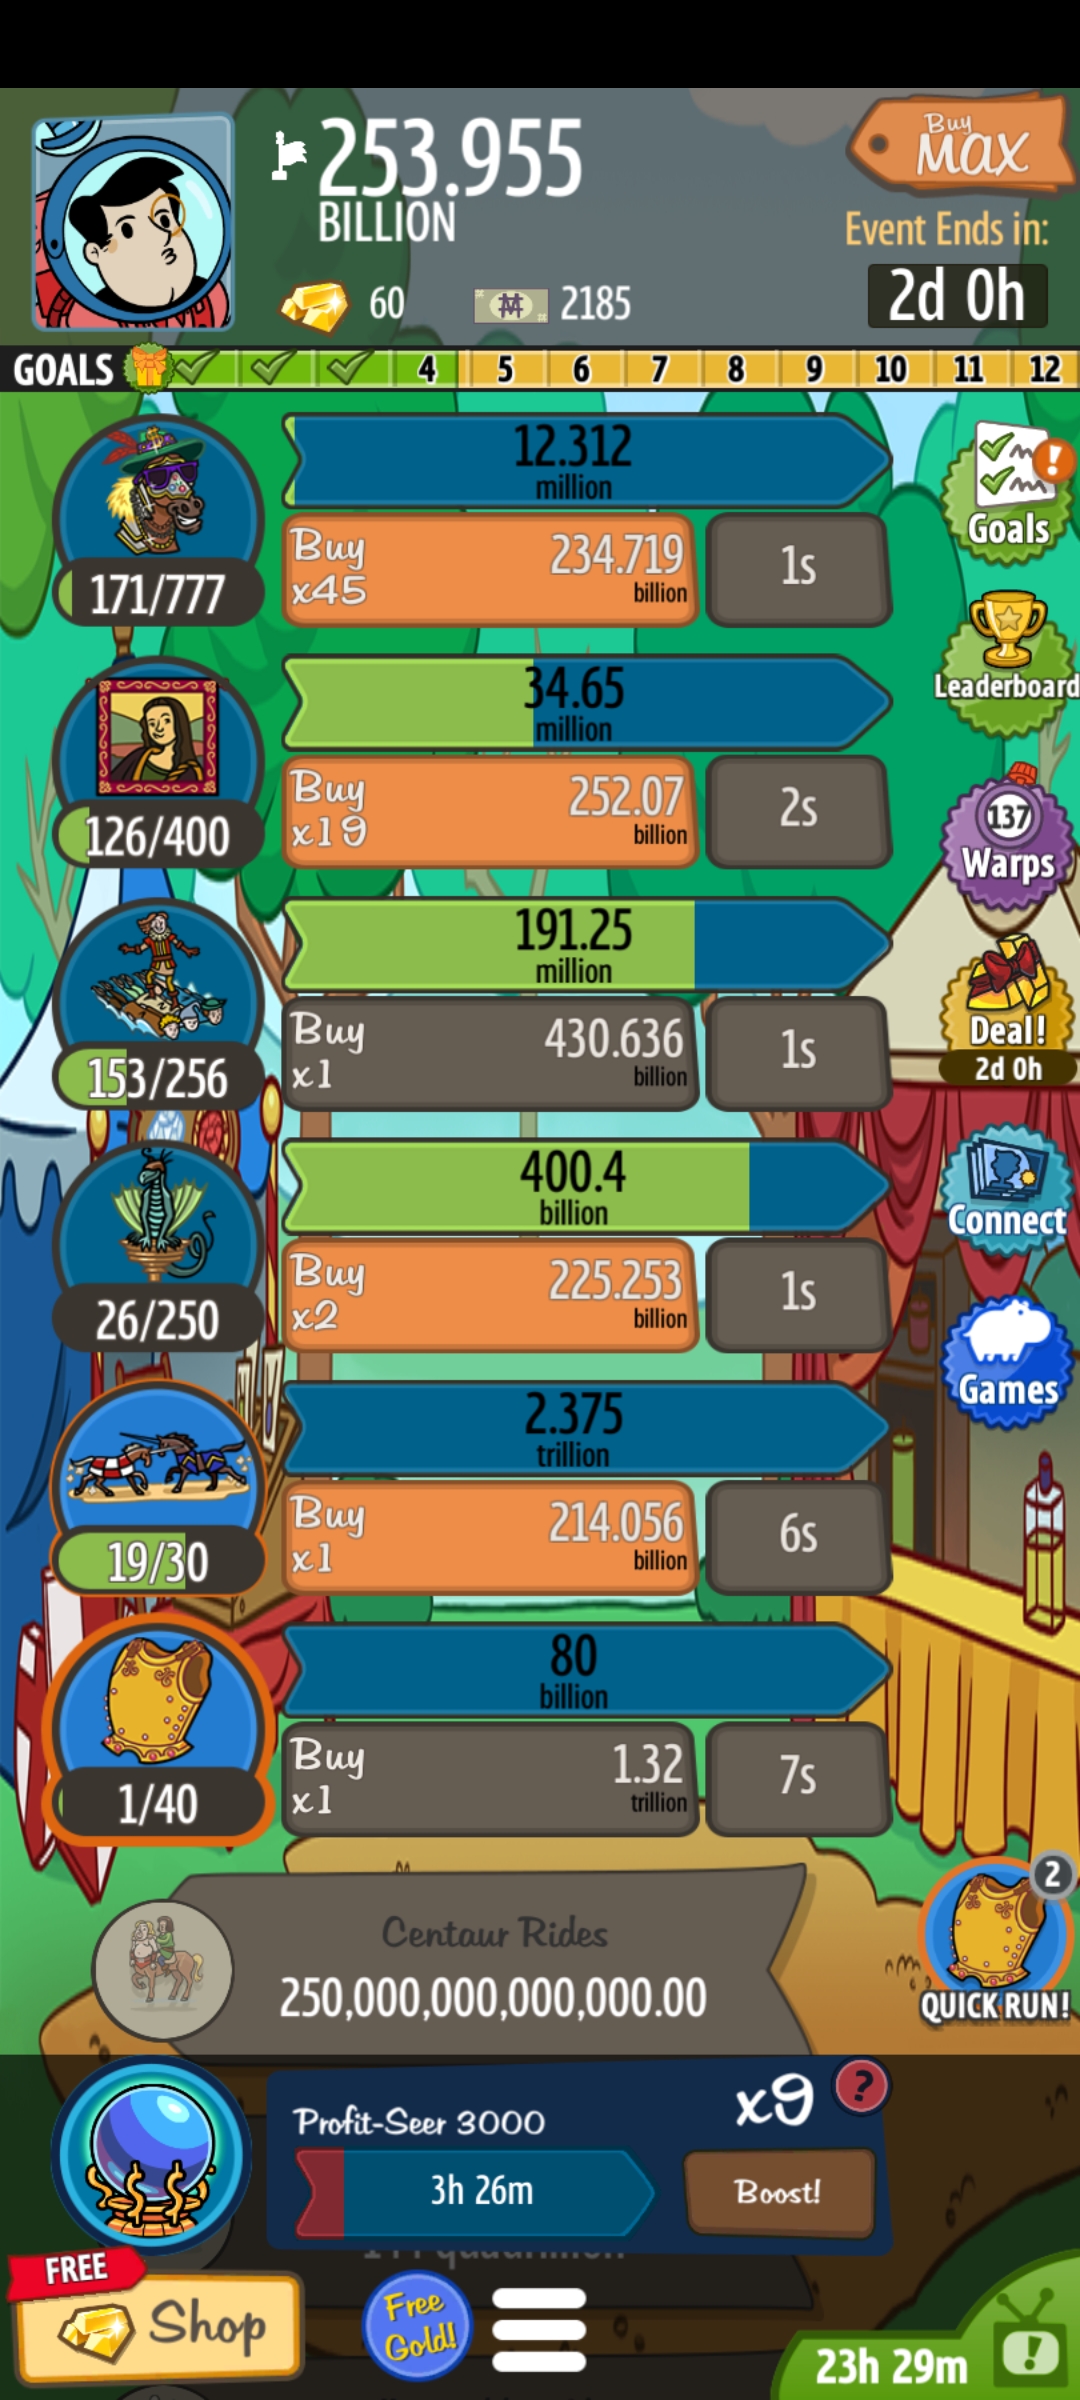 253.955
BILLION
Buy
MAX
Event Ends in:
2d 0h
60
2185
GOALS
4
5
6
7
8
9
10
11
12
12.312
million
Buy
x45
234.719
billion
1s
171/777
34.65
million
Buy
x19
252.07
billion
2s
126/400
191.25
million
Buy
x1
430.636
billion
1s
153/256
400.4
billion
Buy
x2
225.253
billion
1s
26/250
2.375
trillion
Buy
x1
214.056
billion
6s
19/30
80
billion
Buy
x1
1.32
trillion
7s
1/40
!
Goals
Leaderboard
137
Warps
Deal!
2d 0h
Connect
Games
Centaur Rides
250,000,000,000,000.00
2
QUICK RUN!
Profit-Seer 3000
x9
?
3h 26m
Boost!
FREE
Shop
Free
Gold!
23h 29m
!